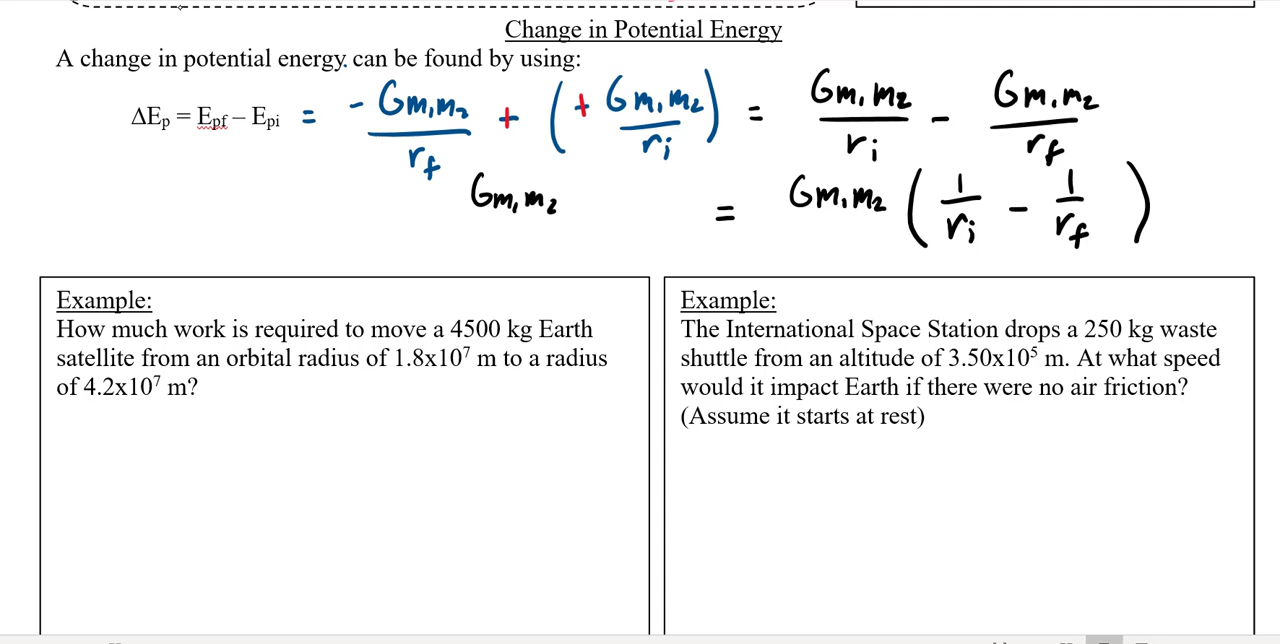 Change in Potential Energy
A change in potential energy. can be found by using:
ΔEp = Epf – Epi = - Gm₁m₂/rf + (+ Gm₁m₂/ri) = Gm₁m₂/ri - Gm₁m₂/rf
Gm₁m₂ = Gm₁m₂ (1/ri - 1/rf)
Example:
How much work is required to move a 4500 kg Earth
satellite from an orbital radius of 1.8x10⁷ m to a radius
of 4.2x10⁷ m?
Example:
The International Space Station drops a 250 kg waste
shuttle from an altitude of 3.50x10⁵ m. At what speed
would it impact Earth if there were no air friction?
(Assume it starts at rest)